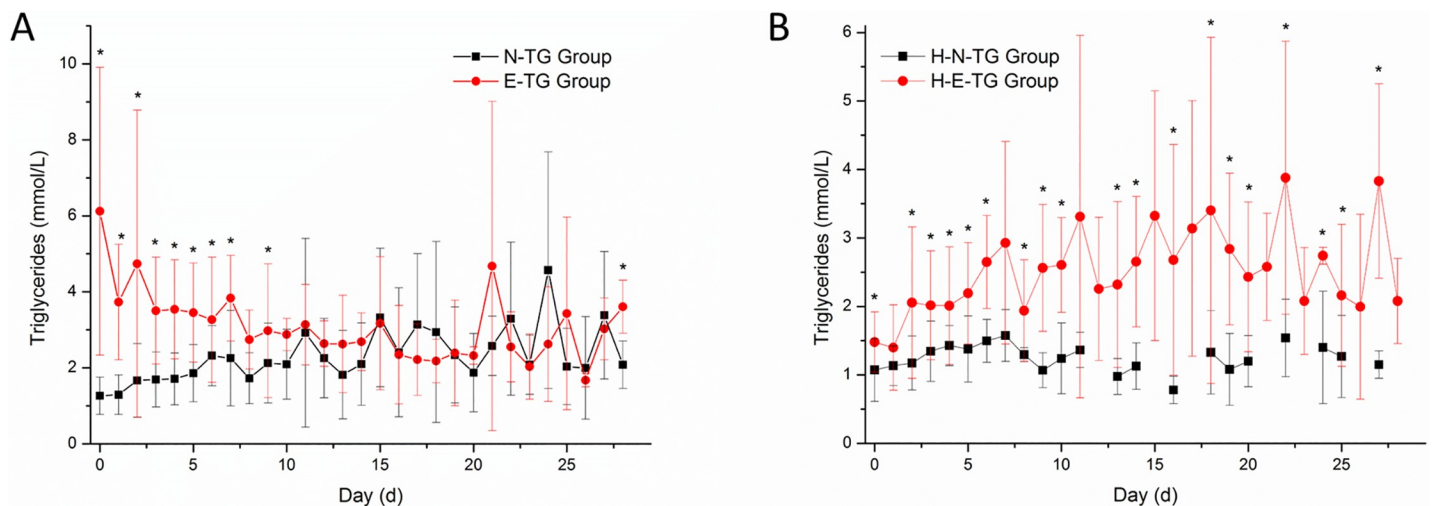 A
Triglycerides (mmol/L)
10
8
6
4
2
0
N-TG Group
E-TG Group
* * * * * * * * * *
0 5 10 15 20 25
Day (d)
B
Triglycerides (mmol/L)
6
5
4
3
2
1
0
H-N-TG Group
H-E-TG Group
* * * * * * * * * * * * * * * * * *
0 5 10 15 20 25
Day (d)